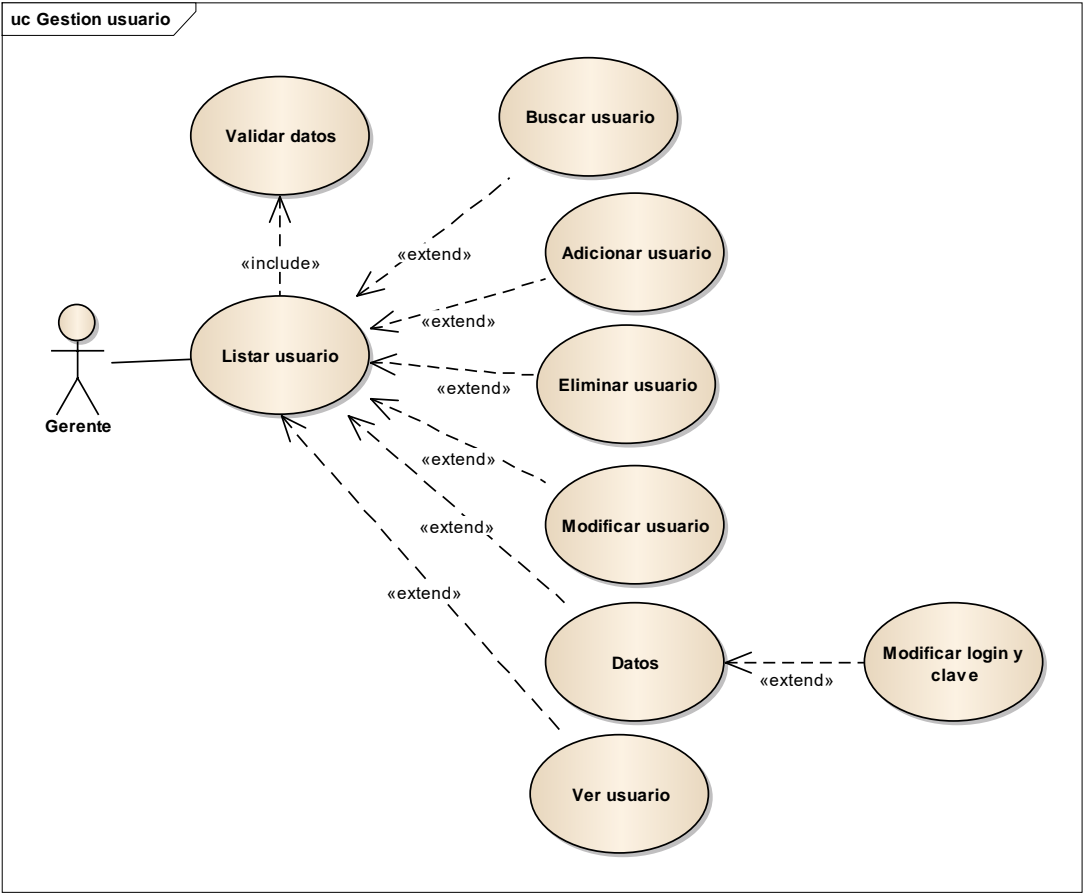 uc Gestion usuario
Buscar usuario
Validar datos
Adicionar usuario
«extend»
«include»
«extend»
Listar usuario
Eliminar usuario
«extend»
Gerente
«extend»
Modificar usuario
«extend»
«extend»
Datos
Modificar login y
clave
«extend»
Ver usuario